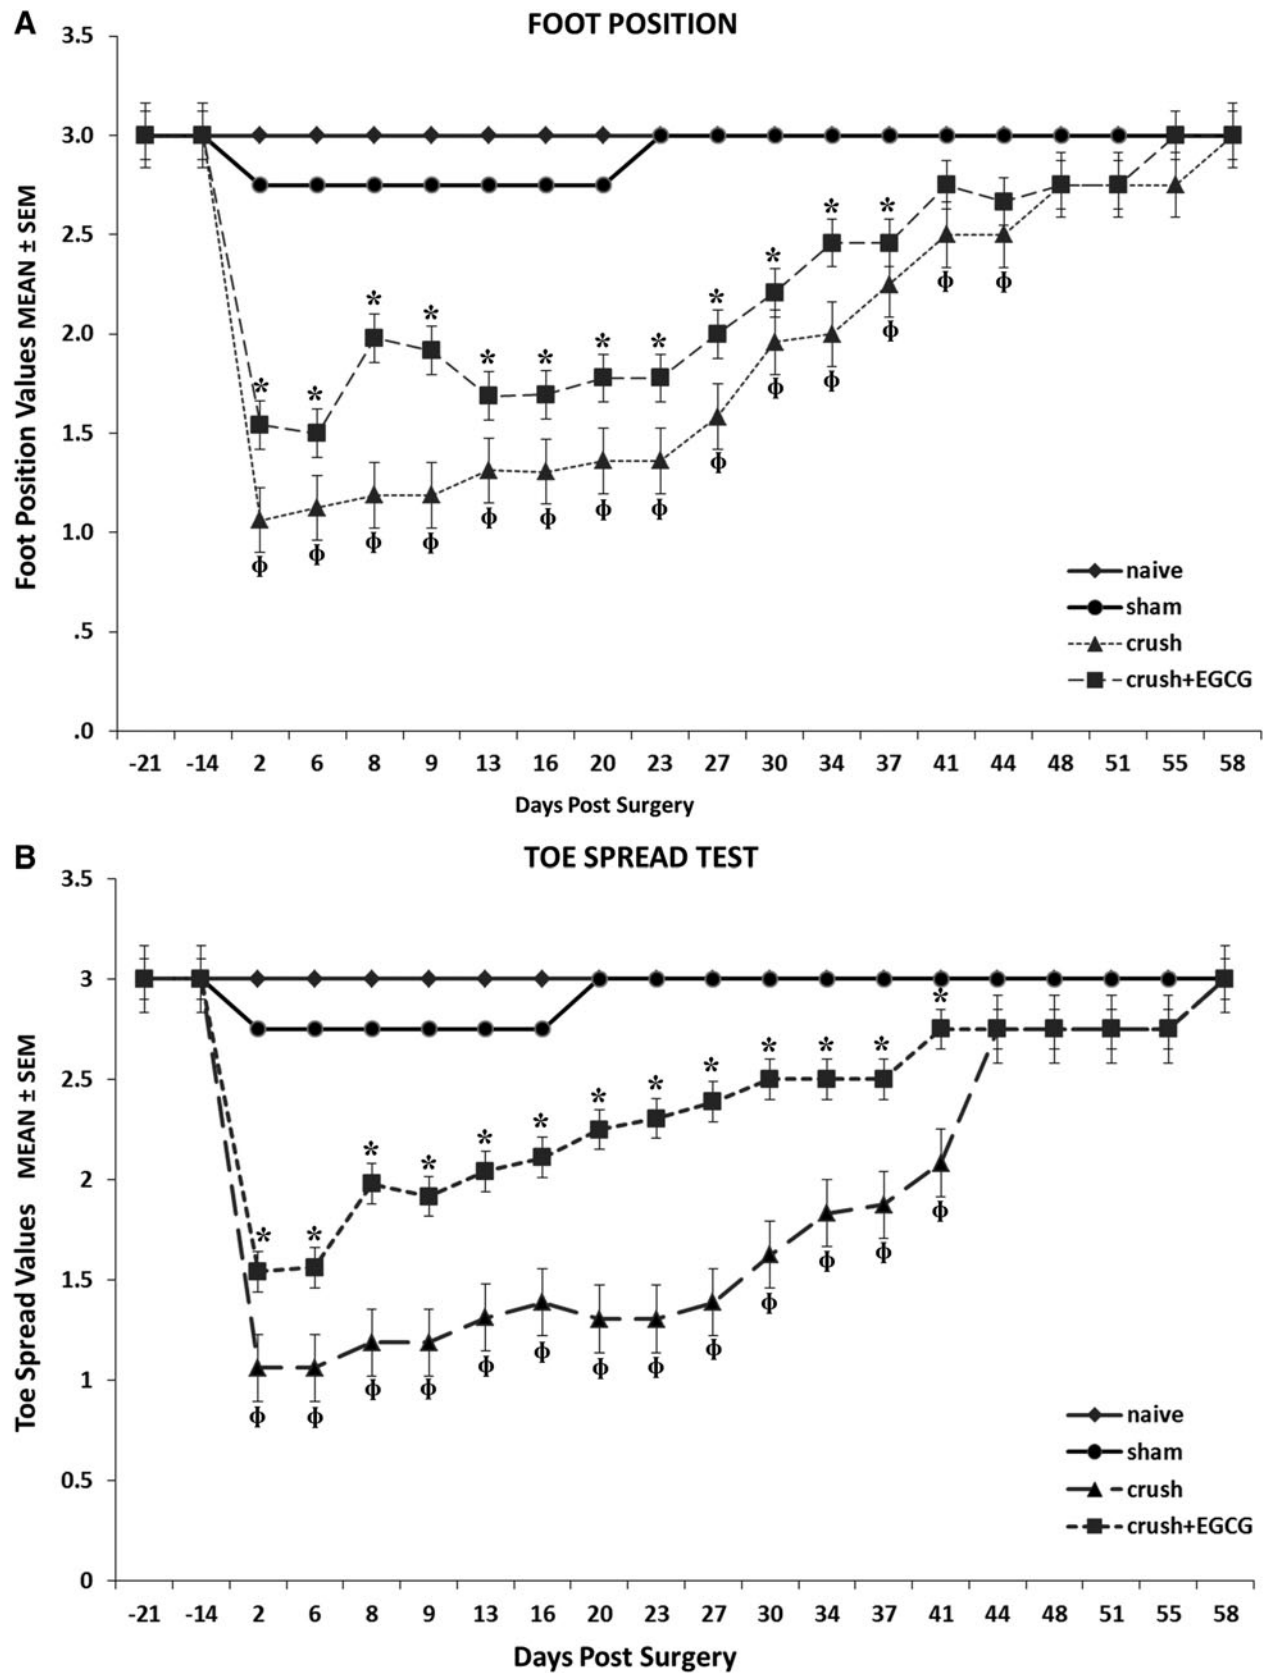 A
FOOT POSITION
3.5
3.0
2.5
2.0
1.5
1.0
.5
.0
Foot Position Values MEAN ± SEM
* * * * * * * * * * * *
ϕ ϕ ϕ ϕ ϕ ϕ ϕ ϕ ϕ ϕ ϕ ϕ ϕ ϕ
naive
sham
crush
crush+EGCG
-21 -14 2 6 8 9 13 16 20 23 27 30 34 37 41 44 48 51 55 58
Days Post Surgery
B
TOE SPREAD TEST
3.5
3
2.5
2
1.5
1
0.5
0
Toe Spread Values MEAN ± SEM
* * * * * * * * * * * * *
ϕ ϕ ϕ ϕ ϕ ϕ ϕ ϕ ϕ ϕ ϕ ϕ ϕ
naive
sham
crush
crush+EGCG
-21 -14 2 6 8 9 13 16 20 23 27 30 34 37 41 44 48 51 55 58
Days Post Surgery